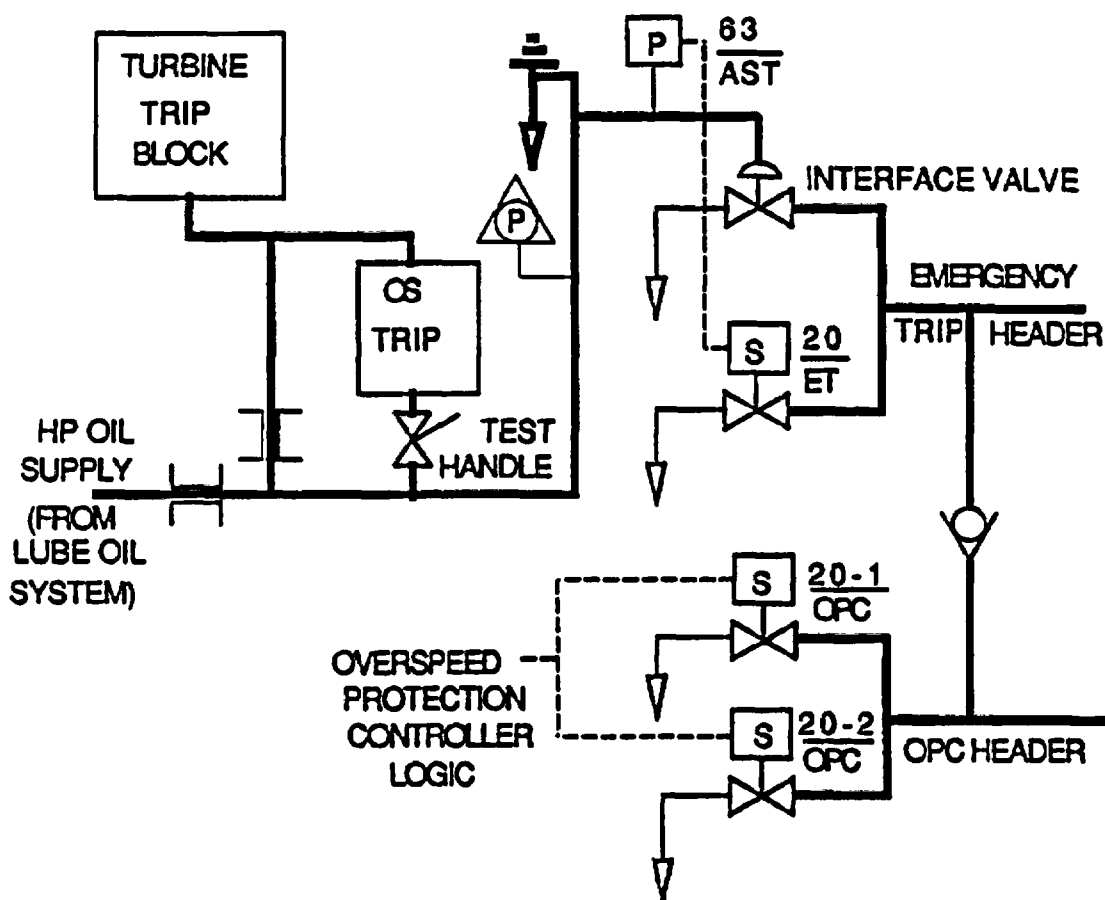 TURBINE
TRIP
BLOCK
OS
TRIP
HP OIL
SUPPLY
(FROM
LUBE OIL
SYSTEM)
TEST
HANDLE
P
P
63
AST
INTERFACE VALVE
S
20
ET
EMERGENCY
TRIP HEADER
S
20-1
OPC
OVERSPEED
PROTECTION
CONTROLLER
LOGIC
S
20-2
OPC
OPC HEADER